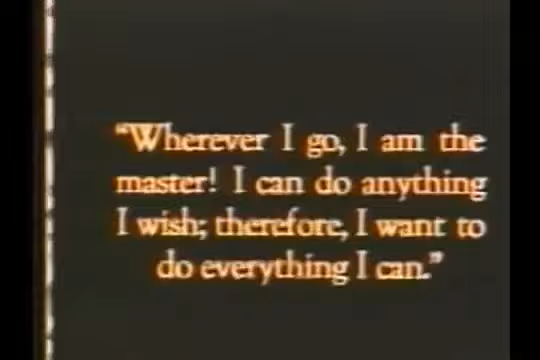 “Wherever I go, I am the
master! I can do anything
I wish; therefore, I want to
do everything I can.”